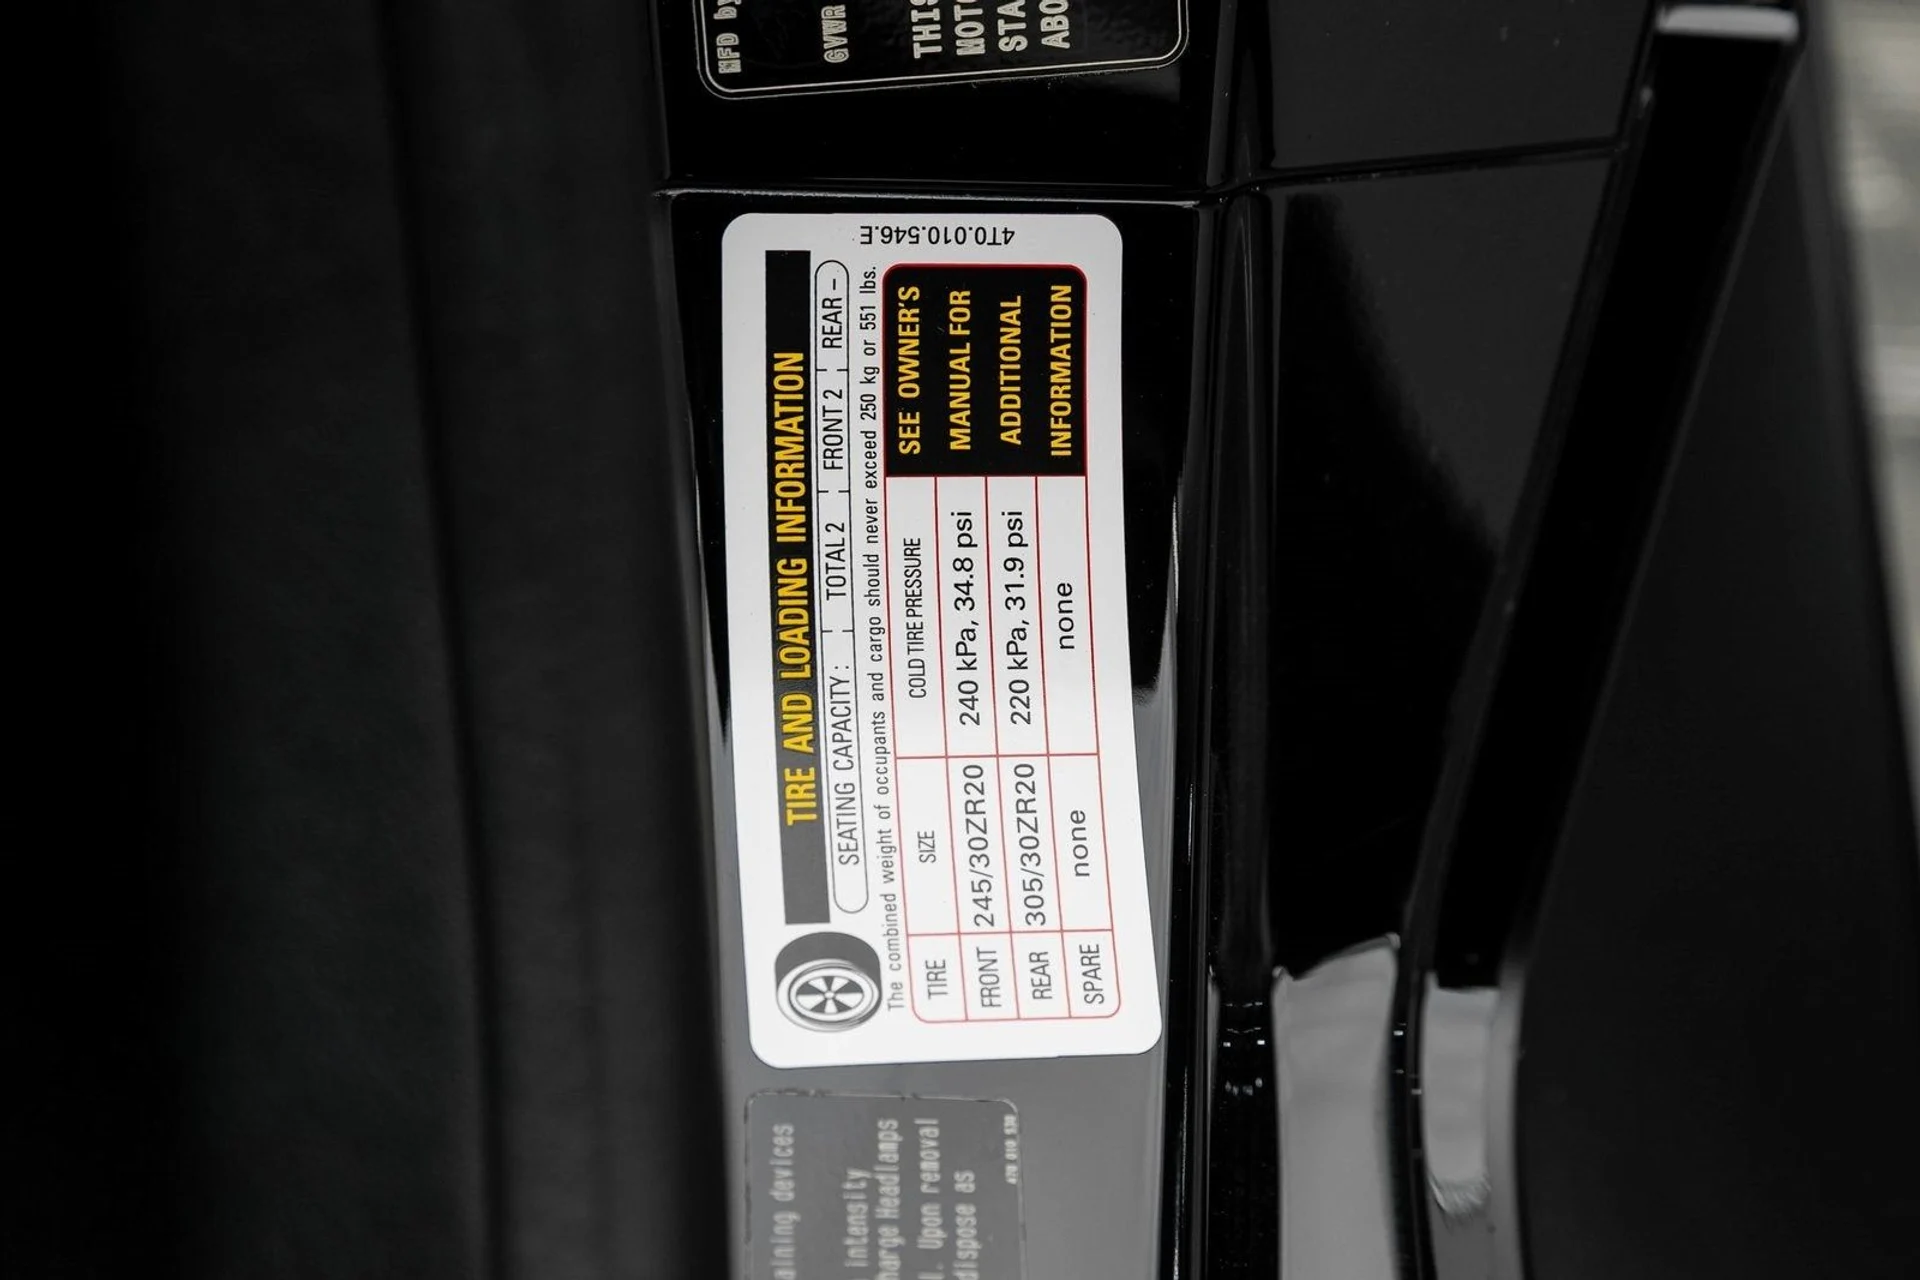 MFD by
GVWR
THIS
MOTO
STA
ABO
TIRE AND LOADING INFORMATION
SEATING CAPACITY: TOTAL 2 FRONT 2 REAR -
The combined weight of occupants and cargo should never exceed 250 kg or 551 lbs.
TIRE SIZE COLD TIRE PRESSURE
FRONT 245/30ZR20 240 kPa, 34.8 psi
REAR 305/30ZR20 220 kPa, 31.9 psi
SPARE none none
SEE OWNER'S
MANUAL FOR
ADDITIONAL
INFORMATION
4T0.010.546.E
aining devices
intensity
harge Headlamps
l. Upon removal
dispose as